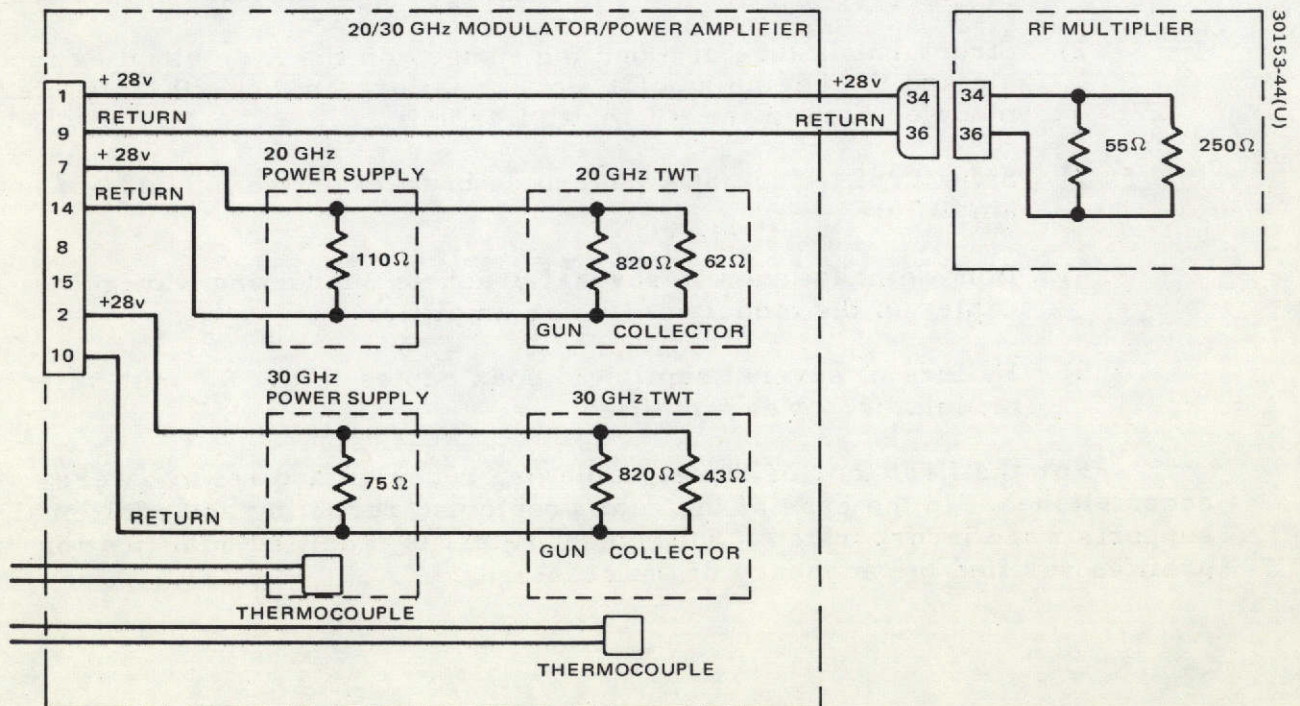 20/30 GHz MODULATOR/POWER AMPLIFIER
RF MULTIPLIER
30153-44(U)
1
+ 28v
+28v
34
34
9
RETURN
RETURN
36
36
55Ω
250Ω
7
+ 28v
20 GHz
POWER SUPPLY
20 GHz TWT
14
RETURN
8
15
110Ω
820Ω
62Ω
2
+28v
GUN
COLLECTOR
10
30 GHz
POWER SUPPLY
30 GHz TWT
75Ω
820Ω
43Ω
RETURN
GUN
COLLECTOR
THERMOCOUPLE
THERMOCOUPLE